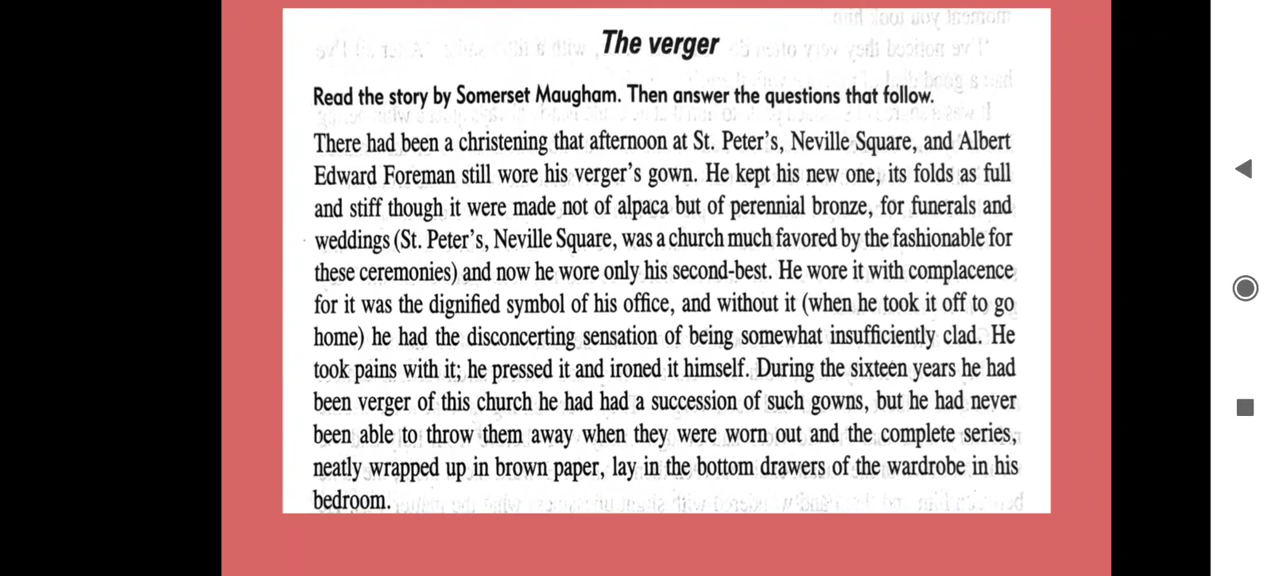 The verger
Read the story by Somerset Maugham. Then answer the questions that follow.
There had been a christening that afternoon at St. Peter's, Neville Square, and Albert
Edward Foreman still wore his verger's gown. He kept his new one, its folds as full
and stiff though it were made not of alpaca but of perennial bronze, for funerals and
weddings (St. Peter's, Neville Square, was a church much favored by the fashionable for
these ceremonies) and now he wore only his second-best. He wore it with complacence
for it was the dignified symbol of his office, and without it (when he took it off to go
home) he had the disconcerting sensation of being somewhat insufficiently clad. He
took pains with it; he pressed it and ironed it himself. During the sixteen years he had
been verger of this church he had had a succession of such gowns, but he had never
been able to throw them away when they were worn out and the complete series,
neatly wrapped up in brown paper, lay in the bottom drawers of the wardrobe in his
bedroom.